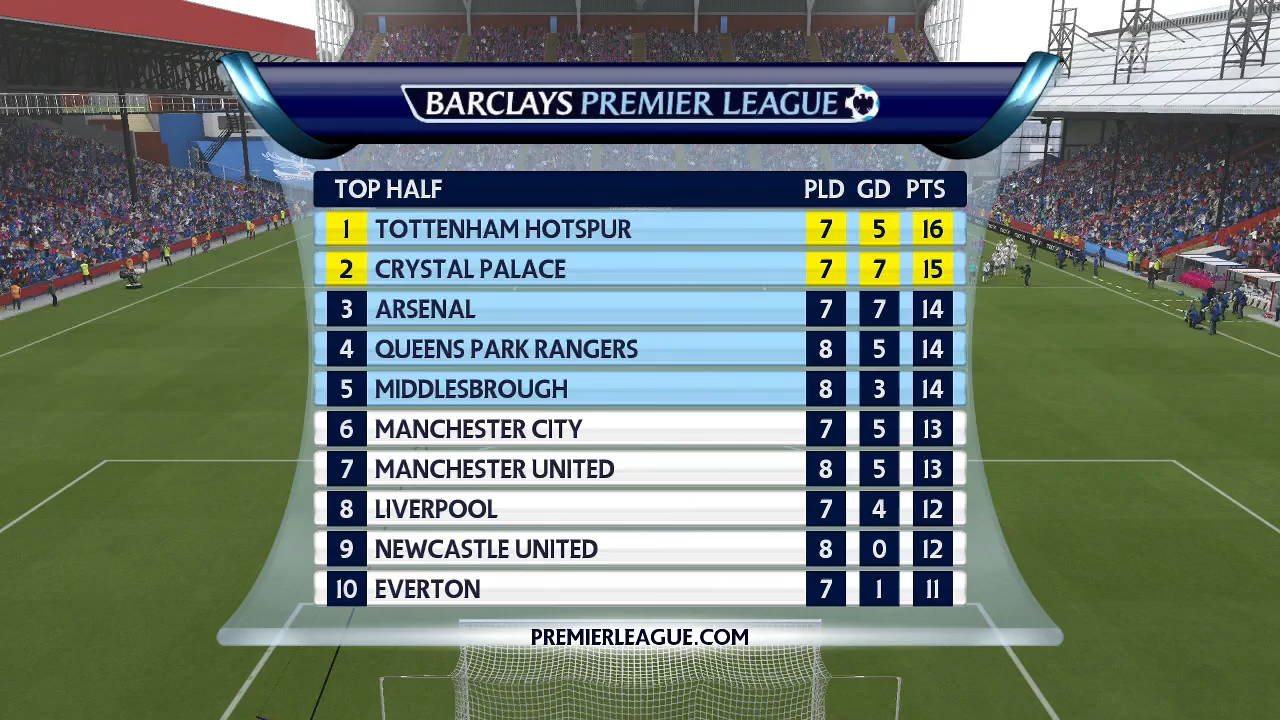 BARCLAYS PREMIER LEAGUE
TOP HALF PLD GD PTS
1 TOTTENHAM HOTSPUR 7 5 16
2 CRYSTAL PALACE 7 7 15
3 ARSENAL 7 7 14
4 QUEENS PARK RANGERS 8 5 14
5 MIDDLESBROUGH 8 3 14
6 MANCHESTER CITY 7 5 13
7 MANCHESTER UNITED 8 5 13
8 LIVERPOOL 7 4 12
9 NEWCASTLE UNITED 8 0 12
10 EVERTON 7 1 11
PREMIERLEAGUE.COM